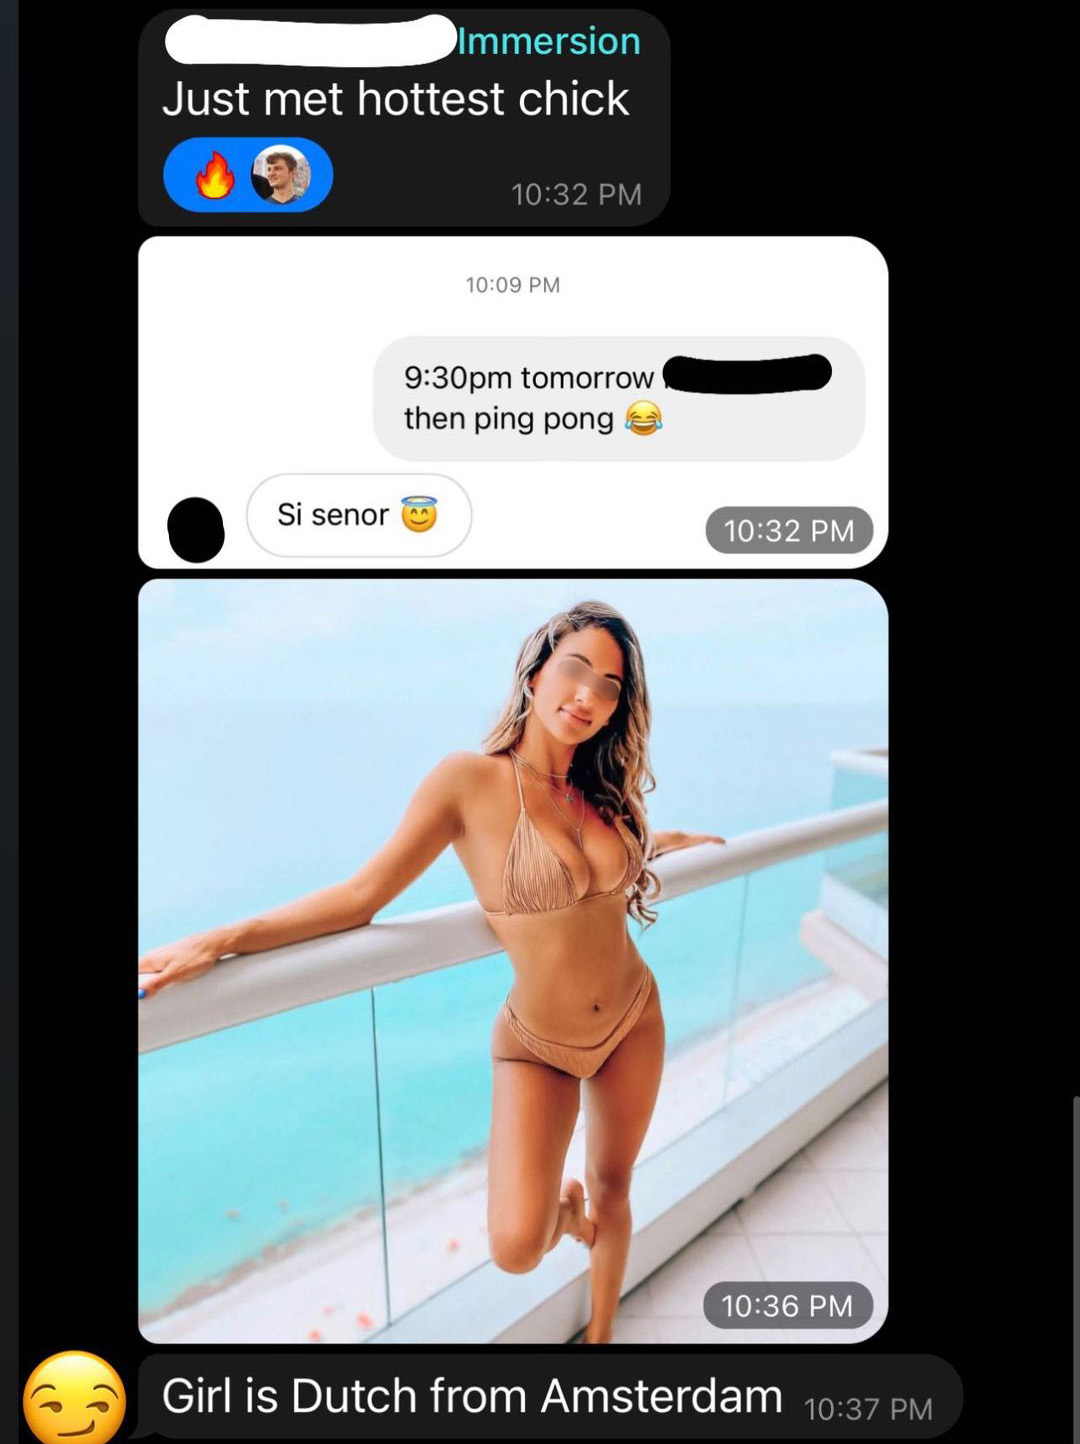 Immersion
Just met hottest chick
🔥
10:32 PM
10:09 PM
9:30pm tomorrow
then ping pong 😂
Si senor 😇
10:32 PM
10:36 PM
Girl is Dutch from Amsterdam
10:37 PM